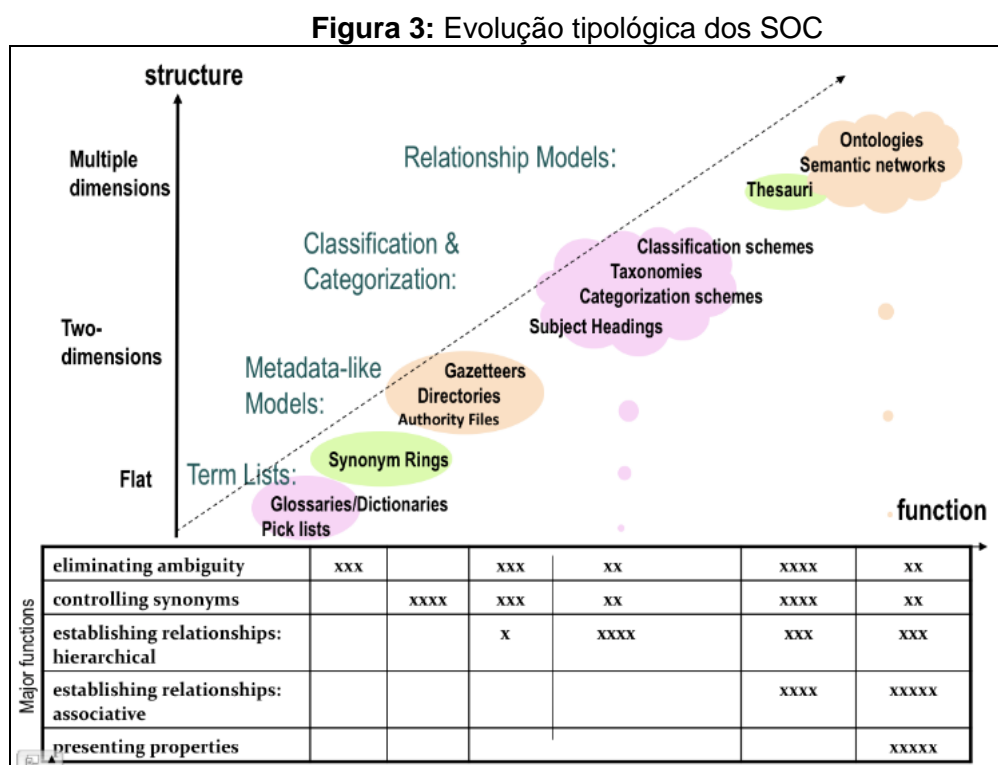 Figura 3: Evolução tipológica dos SOC
structure
Multiple
dimensions
Relationship Models:
Ontologies
Semantic networks
Thesauri
Classification &
Categorization:
Classification schemes
Taxonomies
Categorization schemes
Subject Headings
Two-
dimensions
Metadata-like
Models:
Gazetteers
Directories
Authority Files
Flat
Term Lists:
Synonym Rings
Glossaries/Dictionaries
Pick lists
function
Major functions
eliminating ambiguity xxx xxx xx xxxx xx
controlling synonyms xxxx xxx xx xxxx xx
establishing relationships:
hierarchical x xxxx xxx xxx
establishing relationships:
associative xxxx xxxxx
presenting properties xxxxx